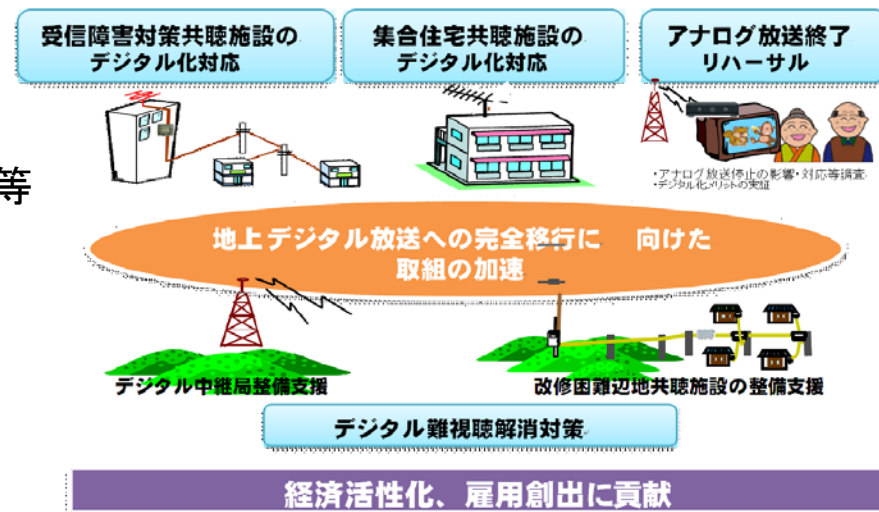 受信障害対策共聴施設の
デジタル化対応
集合住宅共聴施設の
デジタル化対応
アナログ放送終了
リハーサル
等
・アナログ放送停止の影響・対応等調査
・デジタル化メリットの実証
地上デジタル放送への完全移行に 向けた
取組の加速
デジタル中継局整備支援
改修困難辺地共聴施設の整備支援
デジタル難視聴解消対策
経済活性化、雇用創出に貢献